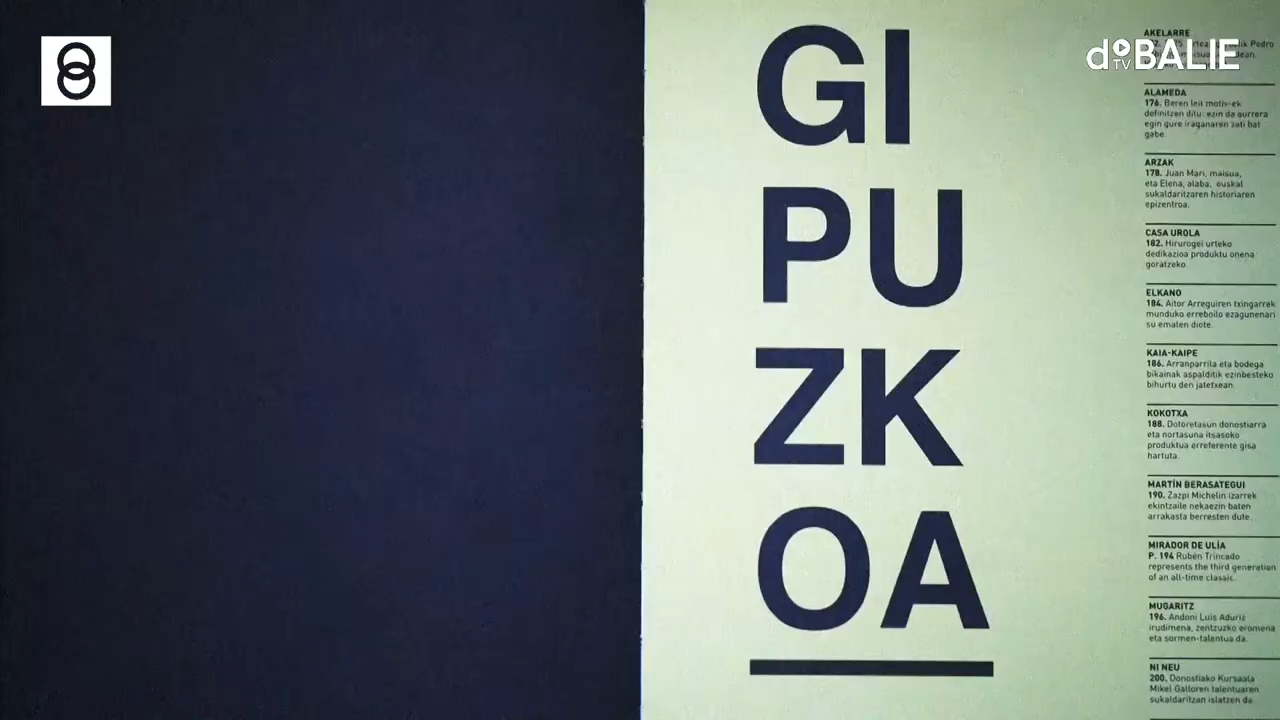 8
doBALIE
TV
GI
PU
ZK
OA
AKELARRE
Pedro
ALAMEDA
176. Beren leit motiv-ek
definitzen ditu: ezin da aurrera
egin gure iraganaren zati bat
gabe.
ARZAK
178. Juan Mari, maisua,
eta Elena, alaba, euskal
sukaldaritzaren historiaren
epizentroa.
CASA UROLA
182. Hirurogei urteko
dedikazioa produktu onena
goratzeko.
ELKANO
184. Aitor Arreguiren txingarrek
munduko erreboilo ezagunenari
su ematen diote.
KAIA-KAIPE
186. Arranparrila eta bodega
bikainak aspalditik ezinbesteko
bihurtu den jatetxean.
KOKOTXA
188. Dotoretasun donostiarra
eta nortasuna itsasoko
produktua erreferente gisa
hartuta.
MARTÍN BERASATEGUI
190. Zazpi Michelin izarrek
ekintzaile nekaezin baten
arrakasta berresten dute.
MIRADOR DE ULÍA
P. 194 Rubén Trincado
represents the third generation
of an all-time classic.
MUGARITZ
196. Andoni Luis Aduriz
irudimena, zentzuzko eromena
eta sormen-talentua da.
NI NEU
200. Donostiako Kursaala
Mikel Galloren talentuaren
sukaldaritzan islatzen da